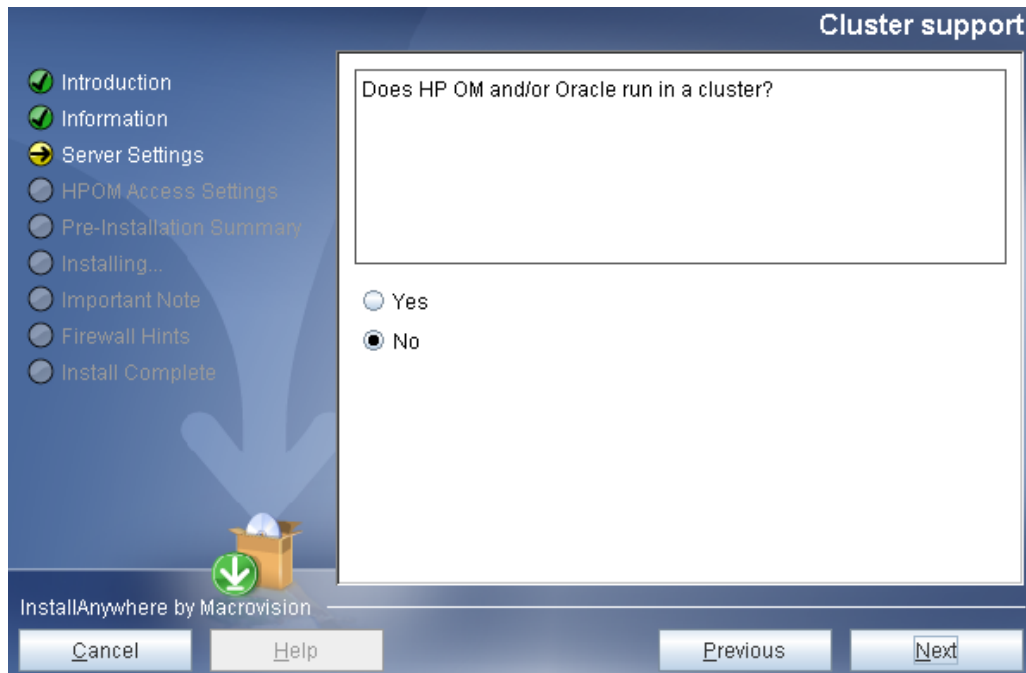 Cluster support
Introduction
Information
Server Settings
HPOM Access Settings
Pre-Installation Summary
Installing...
Important Note
Firewall Hints
Install Complete
Does HP OM and/or Oracle run in a cluster?
Yes
No
InstallAnywhere by Macrovision
Cancel
Help
Previous
Next